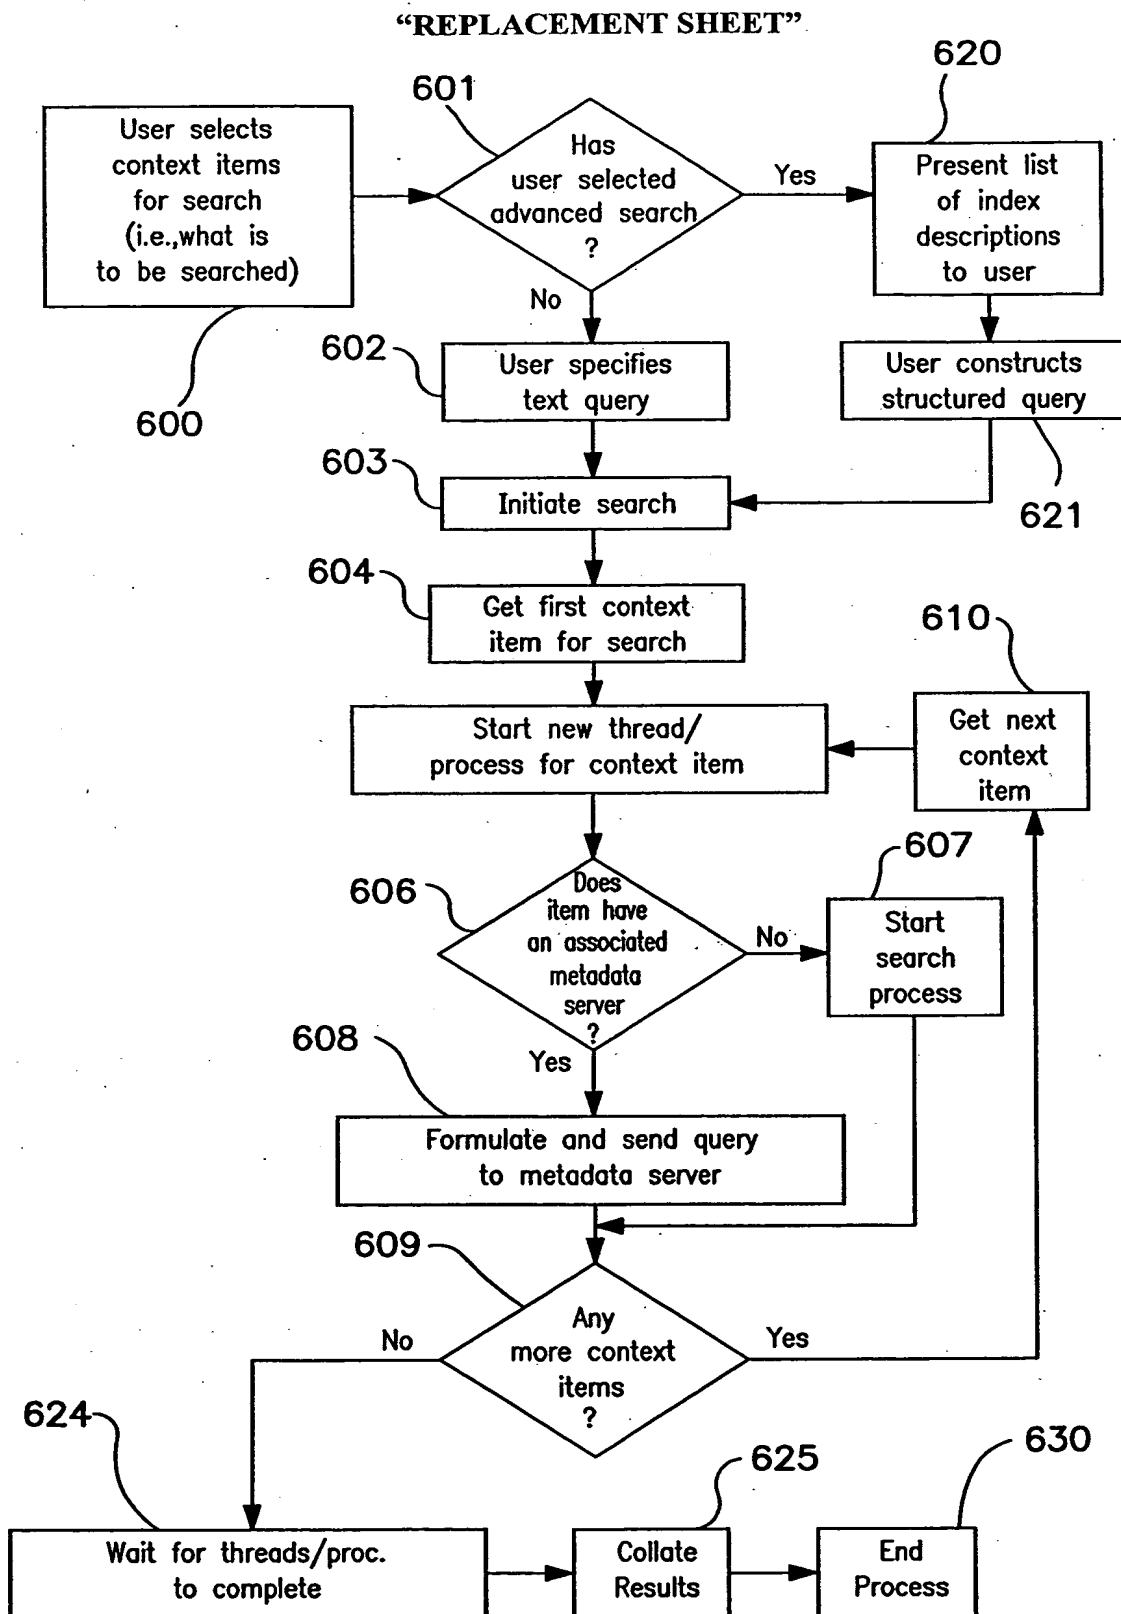 “REPLACEMENT SHEET”
620
601
User selects
context items
for search
(i.e.,what is
to be searched)
Has
user selected
advanced search
?
Yes
Present list
of index
descriptions
to user
No
602
User specifies
text query
User constructs
structured query
600
603
Initiate search
621
604
Get first context
item for search
610
Start new thread/
process for context item
Get next
context
item
607
606
Does
item have
an associated
metadata
server
?
No
Start
search
process
608
Yes
Formulate and send query
to metadata server
609
Any
more context
items
?
No
Yes
624
625
630
Wait for threads/proc.
to complete
Collate
Results
End
Process